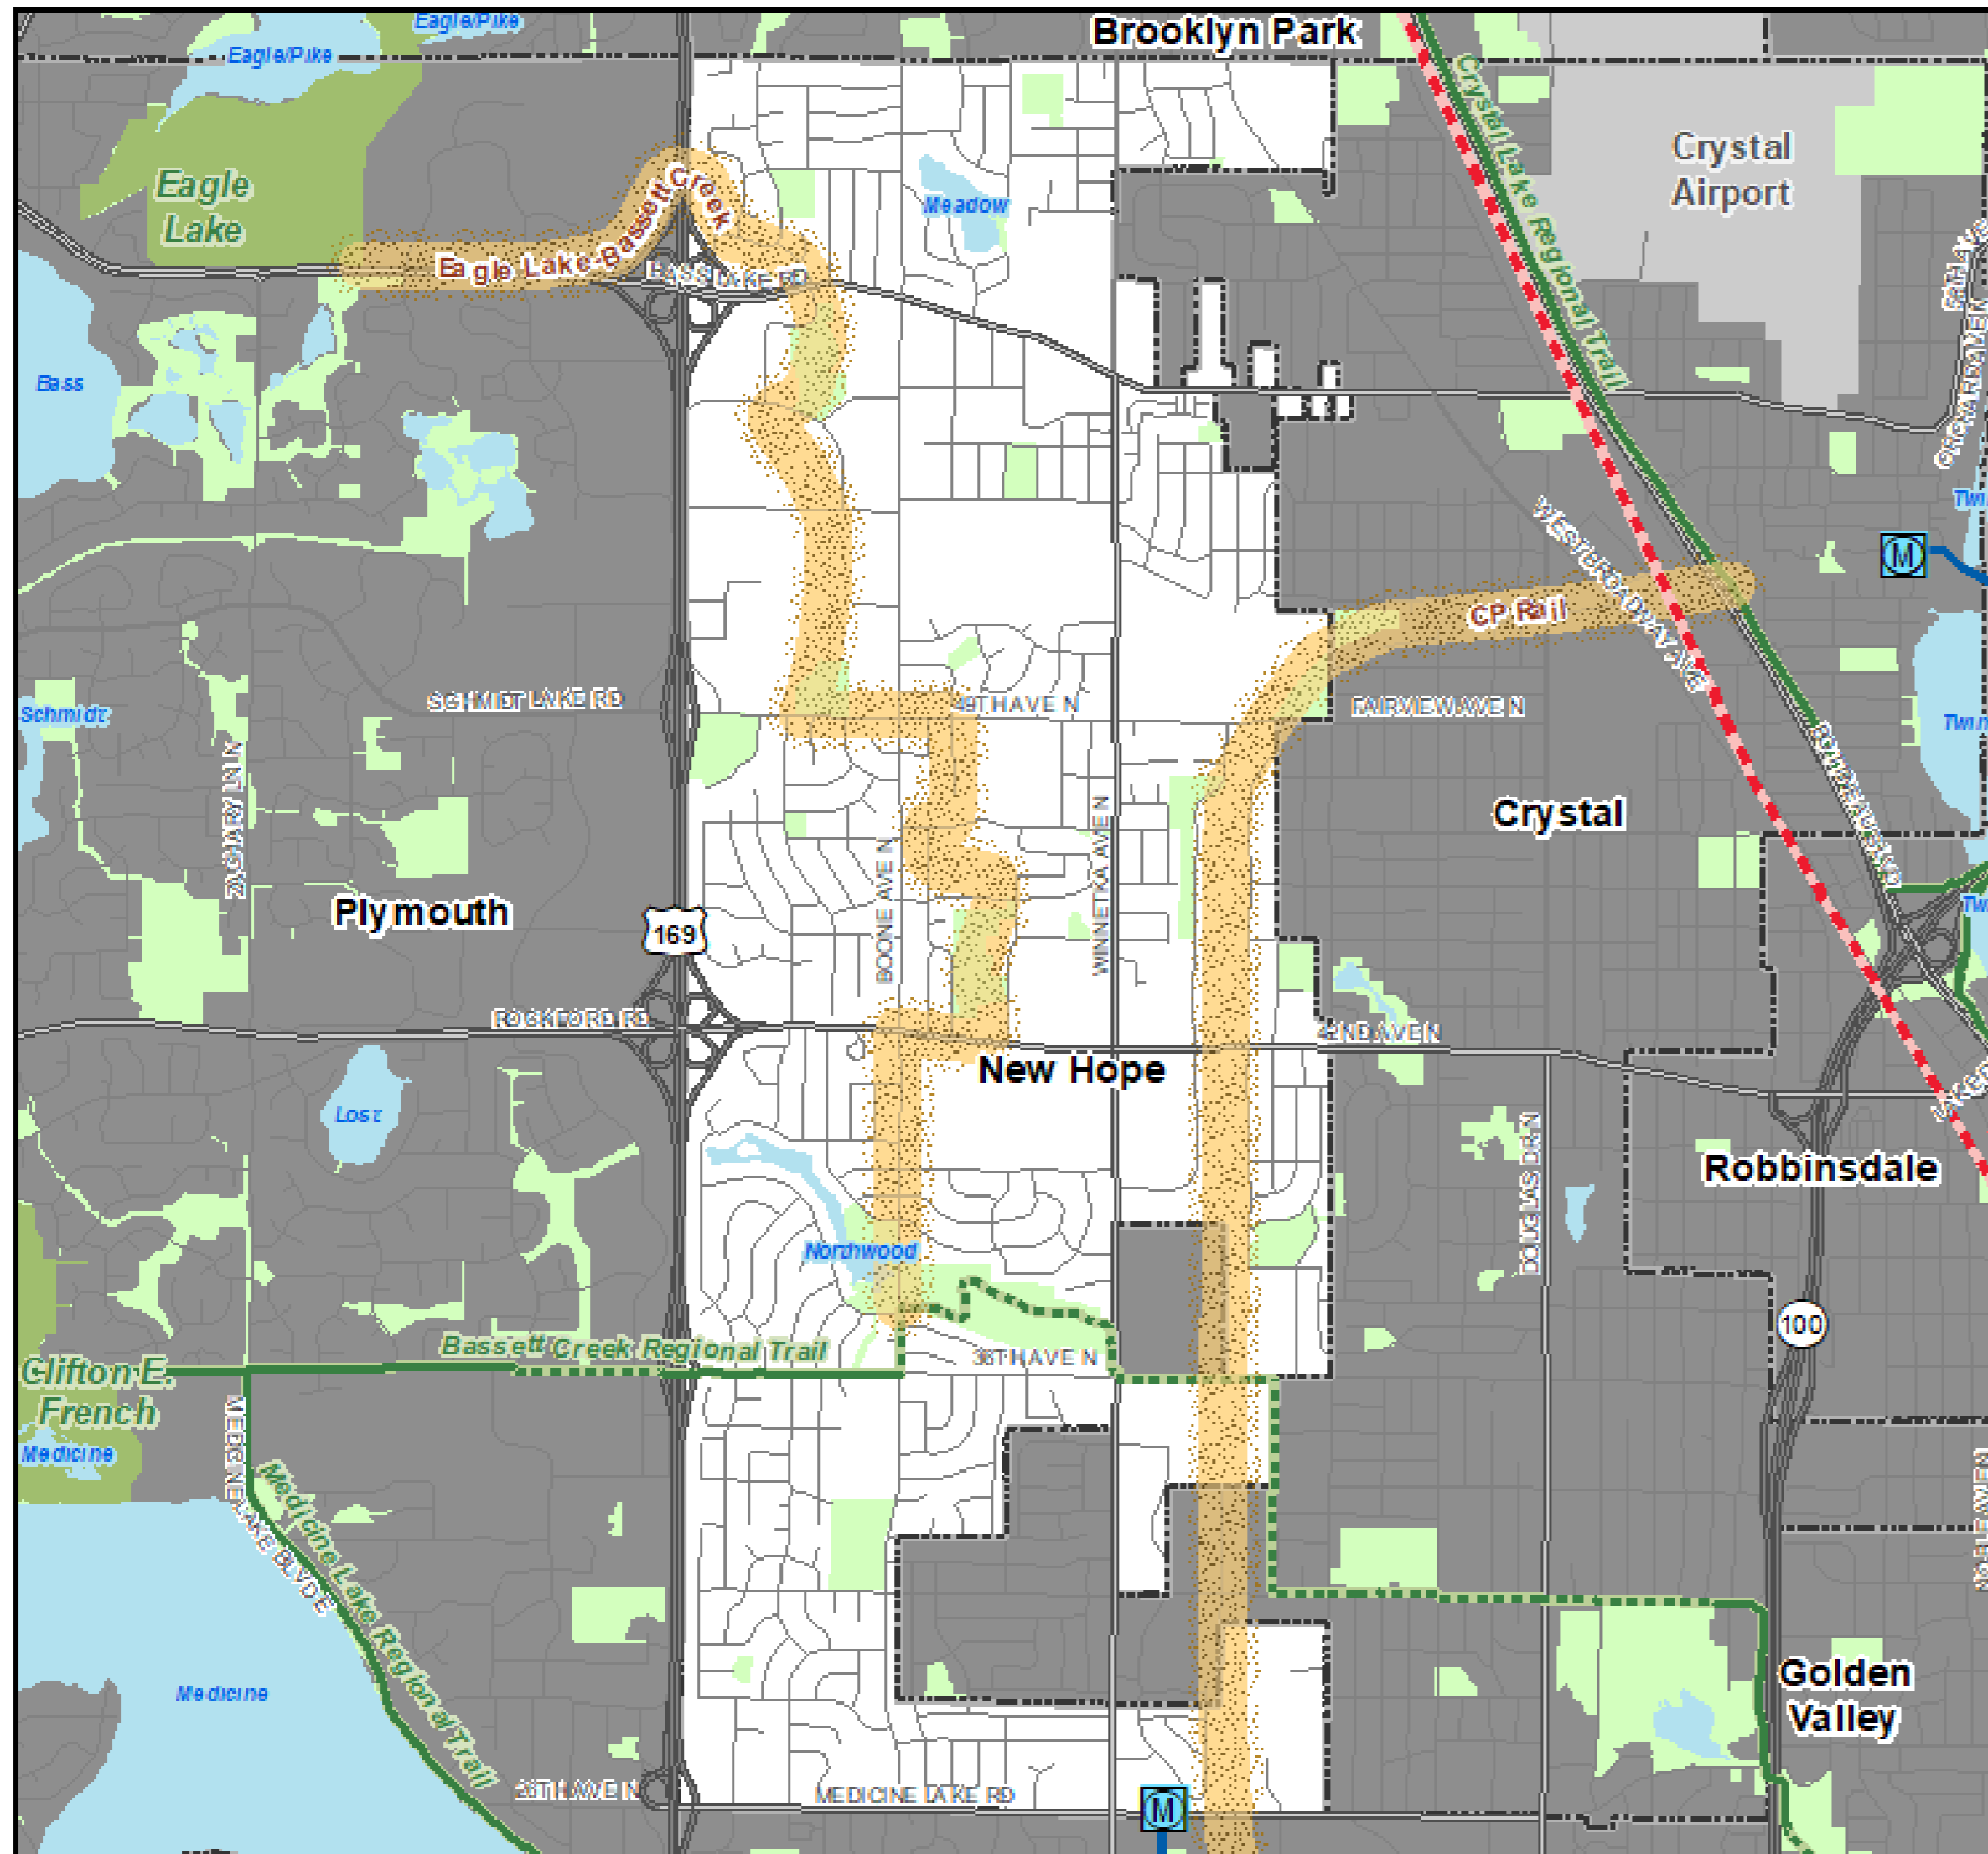 Eagle/Pike
Eagle/Pike
Brooklyn Park
Crystal Lake Regional Trail
Crystal
Airport
Eagle
Lake
Meadow
Eagle Lake-Bassett Creek
BASS LAKE RD
Bass
M
WEST BROADWAY AVE
CP Rail
Schmidt
SCHMIDT LAKE RD
49TH AVE N
FAIRVIEW AVE N
ZACHARY LN N
Crystal
BOONE AVE N
WINNETKA AVE N
Plymouth
169
ROCKFORD RD
42ND AVE N
New Hope
Lost
DOUGLAS DR N
Robbinsdale
Northwood
100
Bassett Creek Regional Trail
36TH AVE N
Clifton E.
French
Medicine
MEDICINE LAKE BLVD E
Medicine Lake Regional Trail
Medicine
Golden
Valley
26TH AVE N
MEDICINE LAKE RD
M